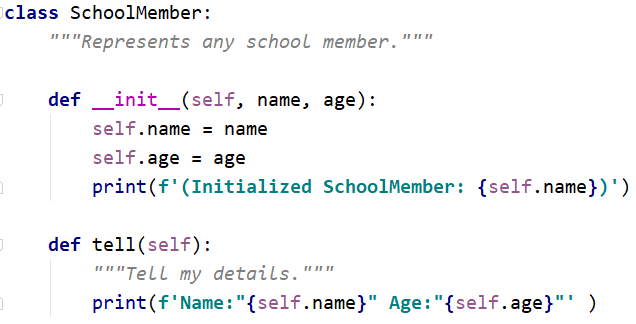 class SchoolMember:
    """Represents any school member."""

    def __init__(self, name, age):
        self.name = name
        self.age = age
        print(f'(Initialized SchoolMember: {self.name})')

    def tell(self):
        """Tell my details."""
        print(f'Name:"{self.name}" Age:"{self.age}"' )